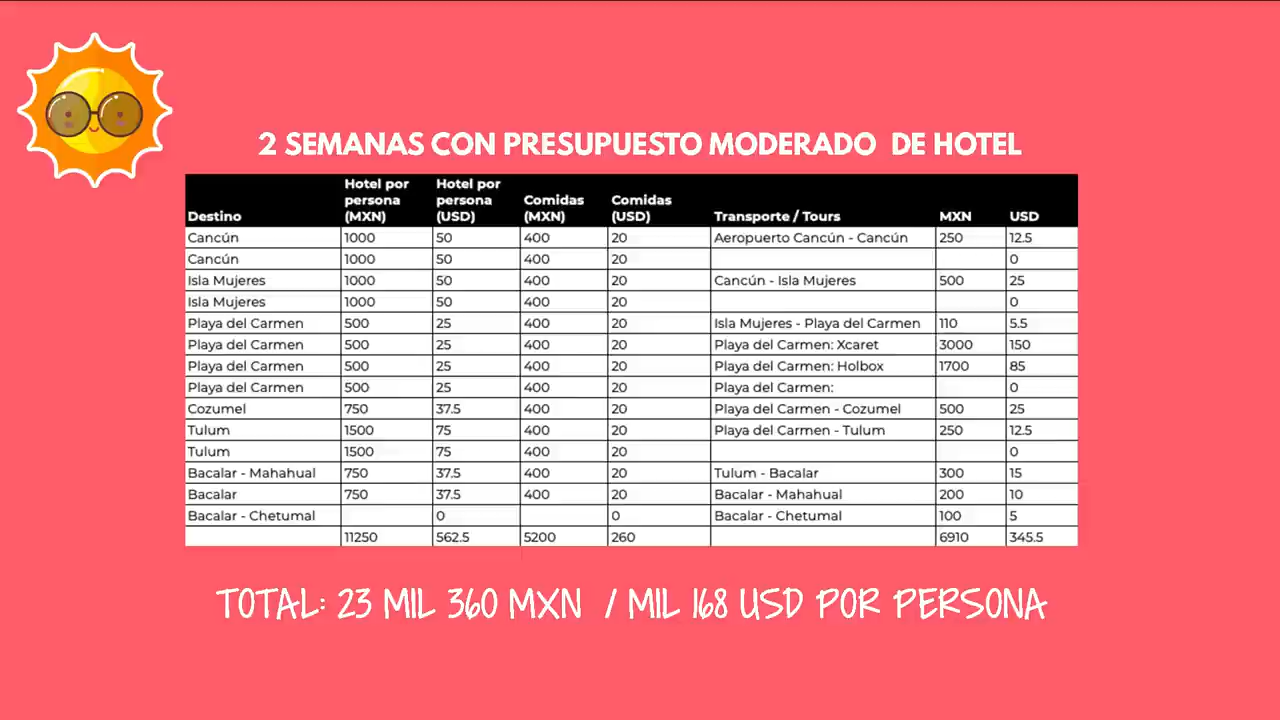 2 SEMANAS CON PRESUPUESTO MODERADO DE HOTEL
Destino Hotel por persona (MXN) Hotel por persona (USD) Comidas (MXN) Comidas (USD) Transporte / Tours MXN USD
Cancún 1000 50 400 20 Aeropuerto Cancún - Cancún 250 12.5
Cancún 1000 50 400 20 0
Isla Mujeres 1000 50 400 20 Cancún - Isla Mujeres 500 25
Isla Mujeres 1000 50 400 20 0
Playa del Carmen 500 25 400 20 Isla Mujeres - Playa del Carmen 110 5.5
Playa del Carmen 500 25 400 20 Playa del Carmen: Xcaret 3000 150
Playa del Carmen 500 25 400 20 Playa del Carmen: Holbox 1700 85
Playa del Carmen 500 25 400 20 Playa del Carmen: 0
Cozumel 750 37.5 400 20 Playa del Carmen - Cozumel 500 25
Tulum 1500 75 400 20 Playa del Carmen - Tulum 250 12.5
Tulum 1500 75 400 20 0
Bacalar - Mahahual 750 37.5 400 20 Tulum - Bacalar 300 15
Bacalar 750 37.5 400 20 Bacalar - Mahahual 200 10
Bacalar - Chetumal 0 0 Bacalar - Chetumal 100 5
11250 562.5 5200 260 6910 345.5
TOTAL: 23 MIL 360 MXN / MIL 168 USD POR PERSONA